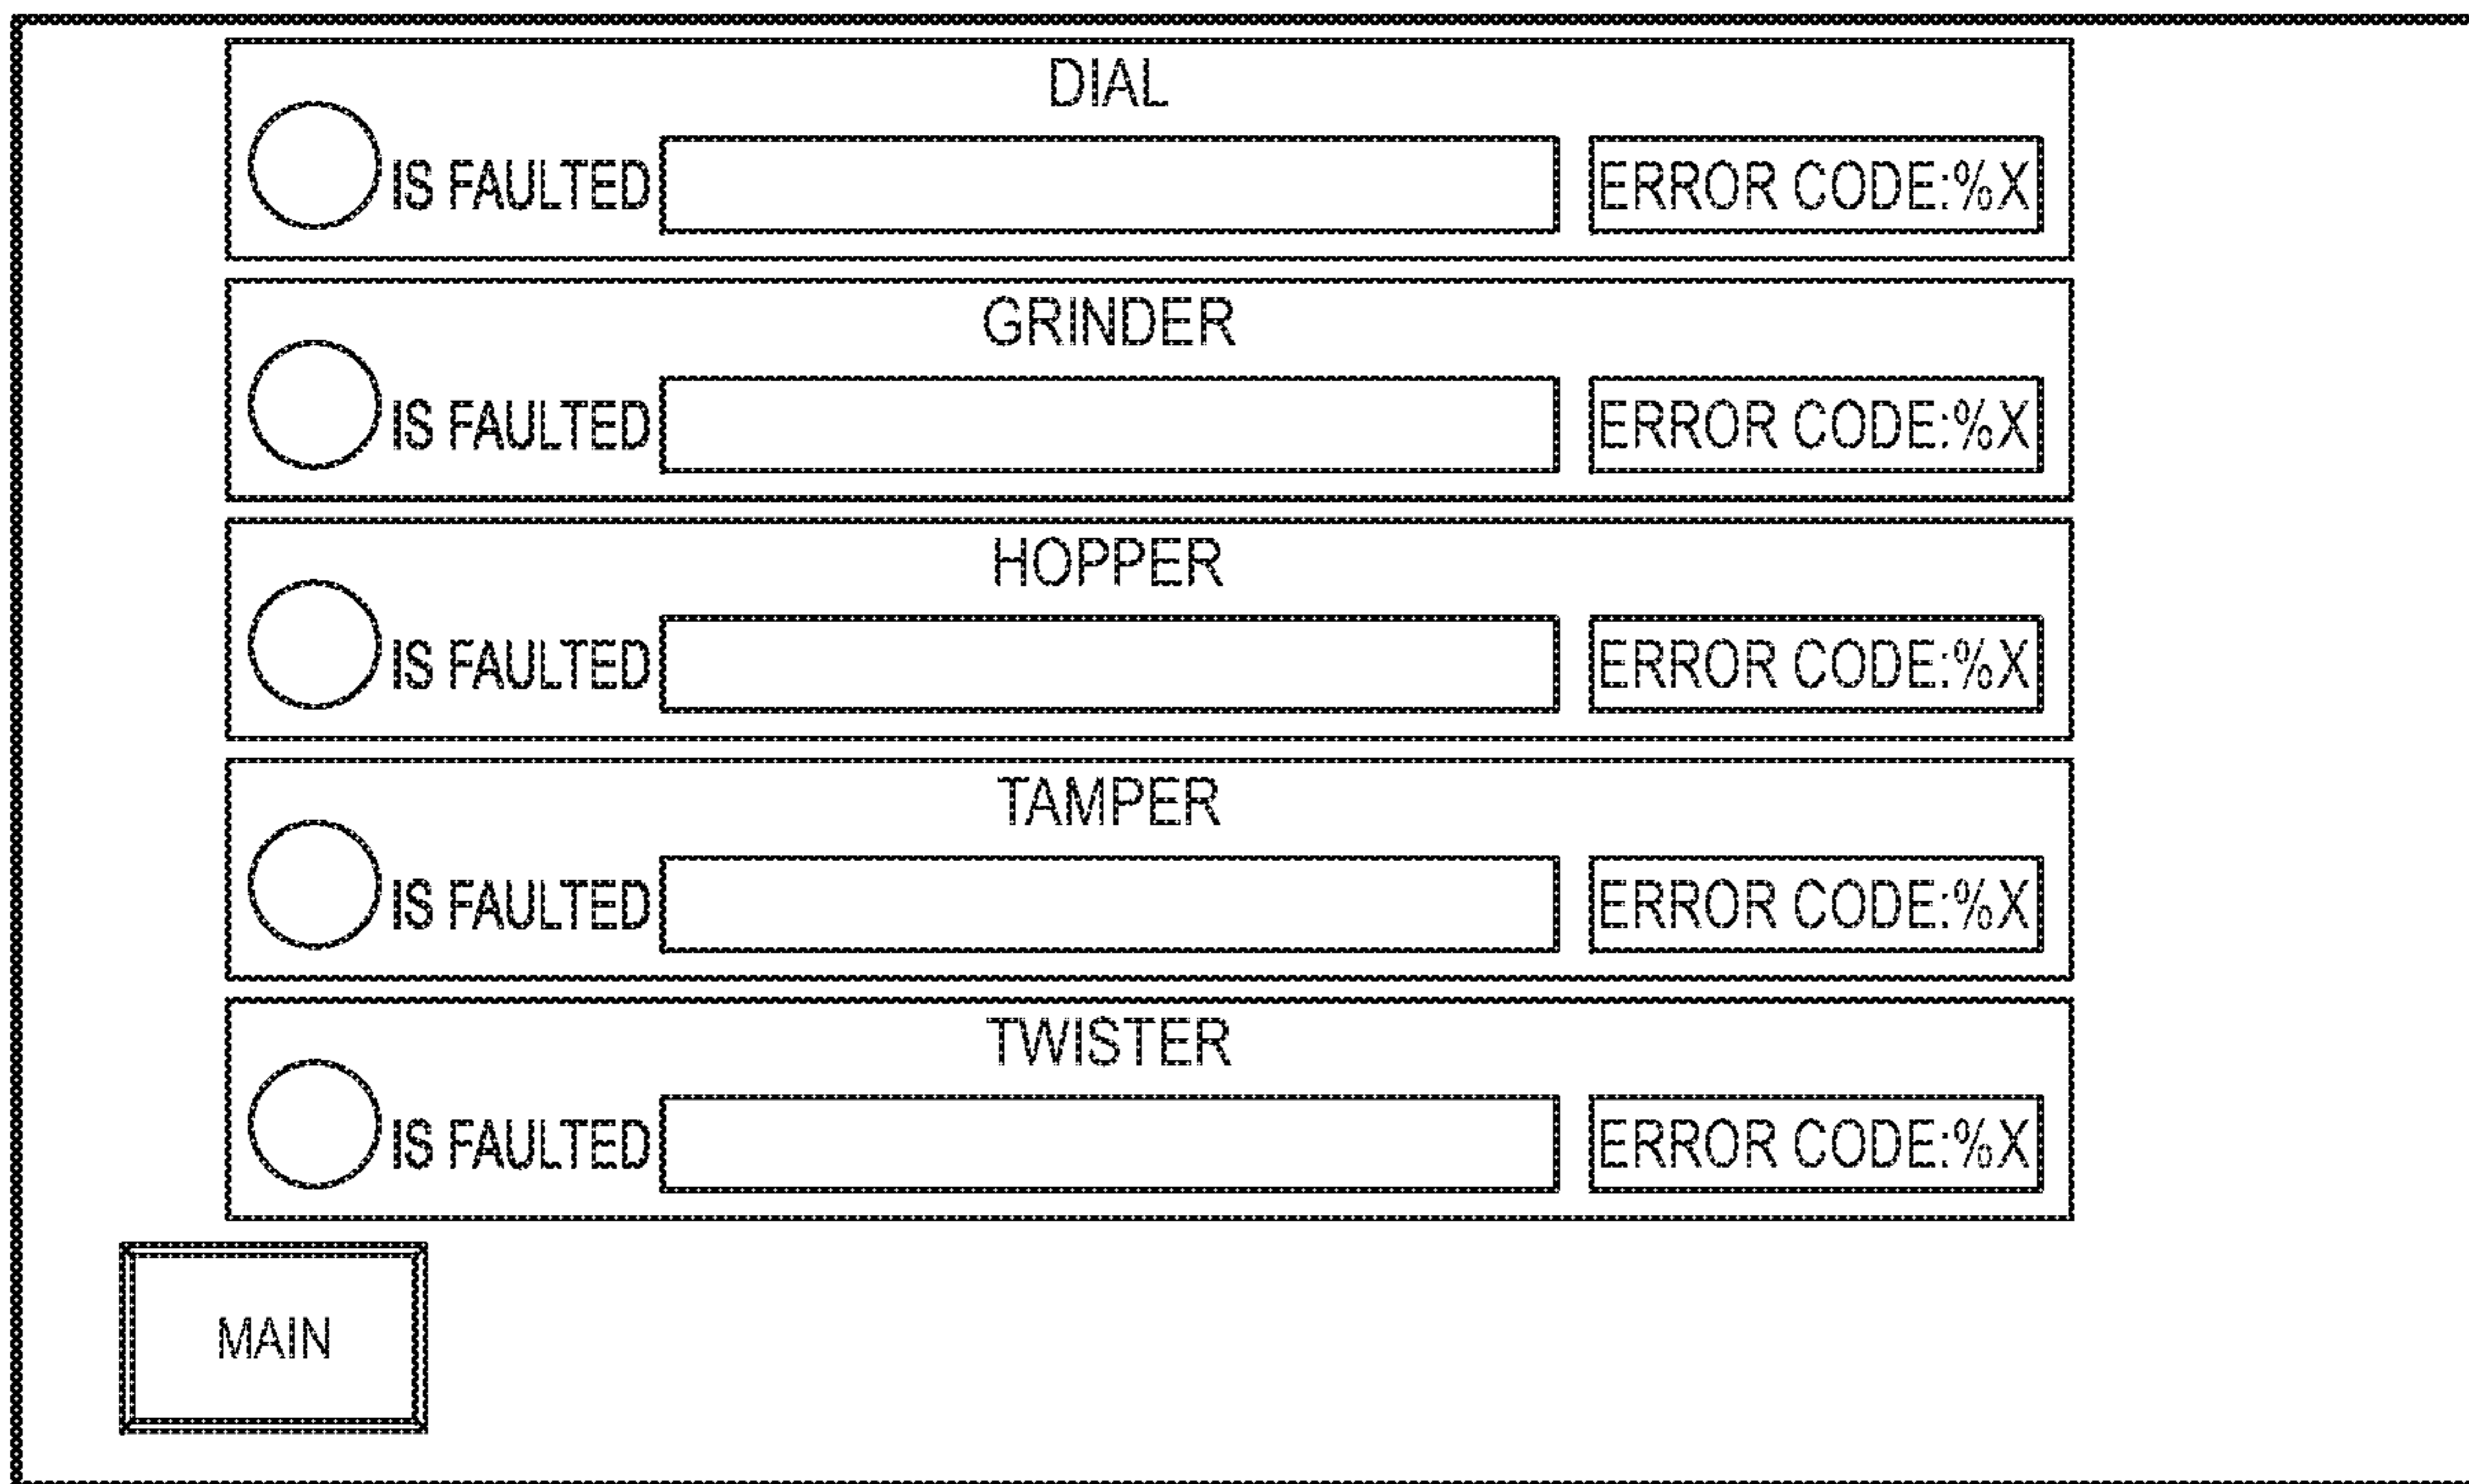 DIAL
IS FAULTED ERROR CODE:%X
GRINDER
IS FAULTED ERROR CODE:%X
HOPPER
IS FAULTED ERROR CODE:%X
TAMPER
IS FAULTED ERROR CODE:%X
TWISTER
IS FAULTED ERROR CODE:%X
MAIN